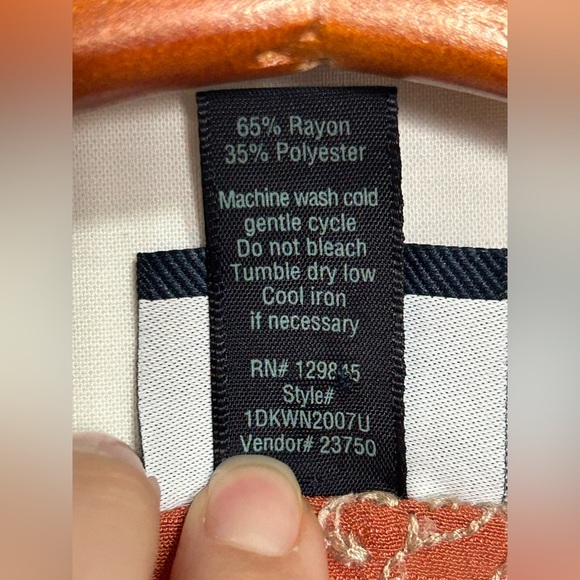 65% Rayon
35% Polyester
Machine wash cold
gentle cycle
Do not bleach
Tumble dry low
Cool iron
if necessary
RN# 129845
Style#
1DKWN2007U
Vendor# 23750